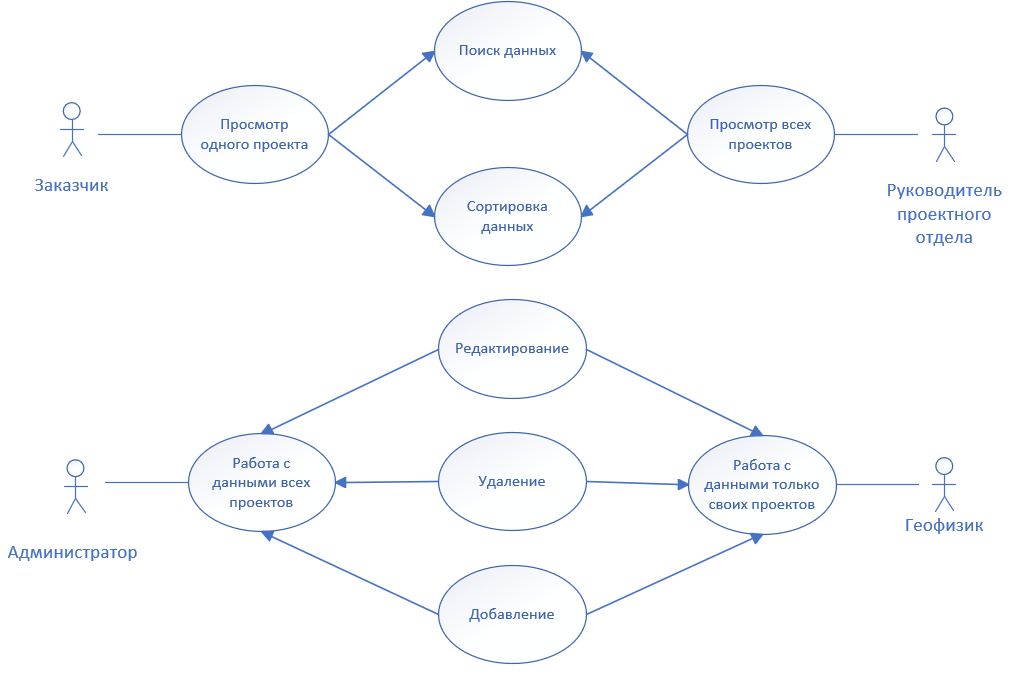 Поиск данных
Просмотр
одного проекта
Просмотр всех
проектов
Заказчик
Руководитель
проектного
отдела
Сортировка
данных
Редактирование
Работа с
данными всех
проектов
Удаление
Работа с
данными только
своих проектов
Администратор
Геофизик
Добавление